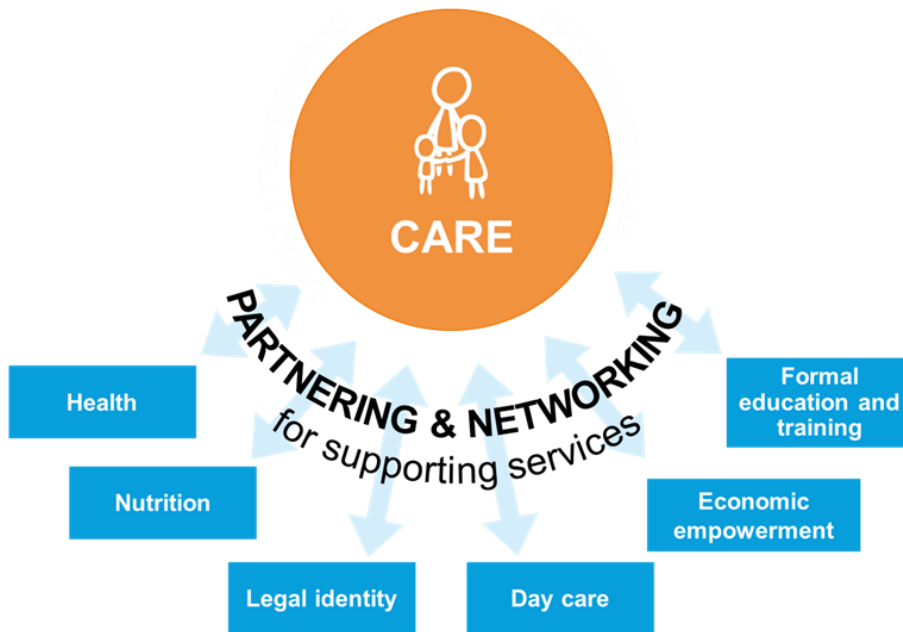 CARE
PARTNERING & NETWORKING
for supporting services
Health
Nutrition
Legal identity
Day care
Economic
empowerment
Formal
education and
training